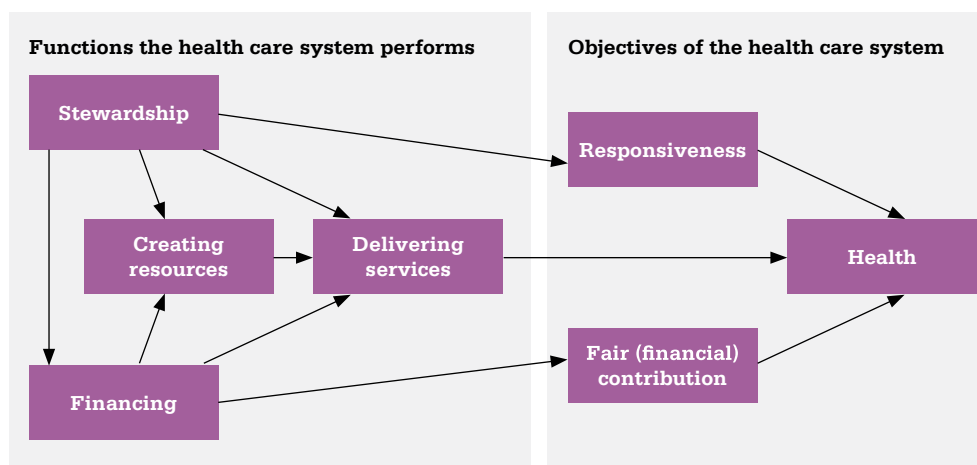 Functions the health care system performs
Stewardship
Creating
resources
Delivering
services
Financing
Objectives of the health care system
Responsiveness
Health
Fair (financial)
contribution